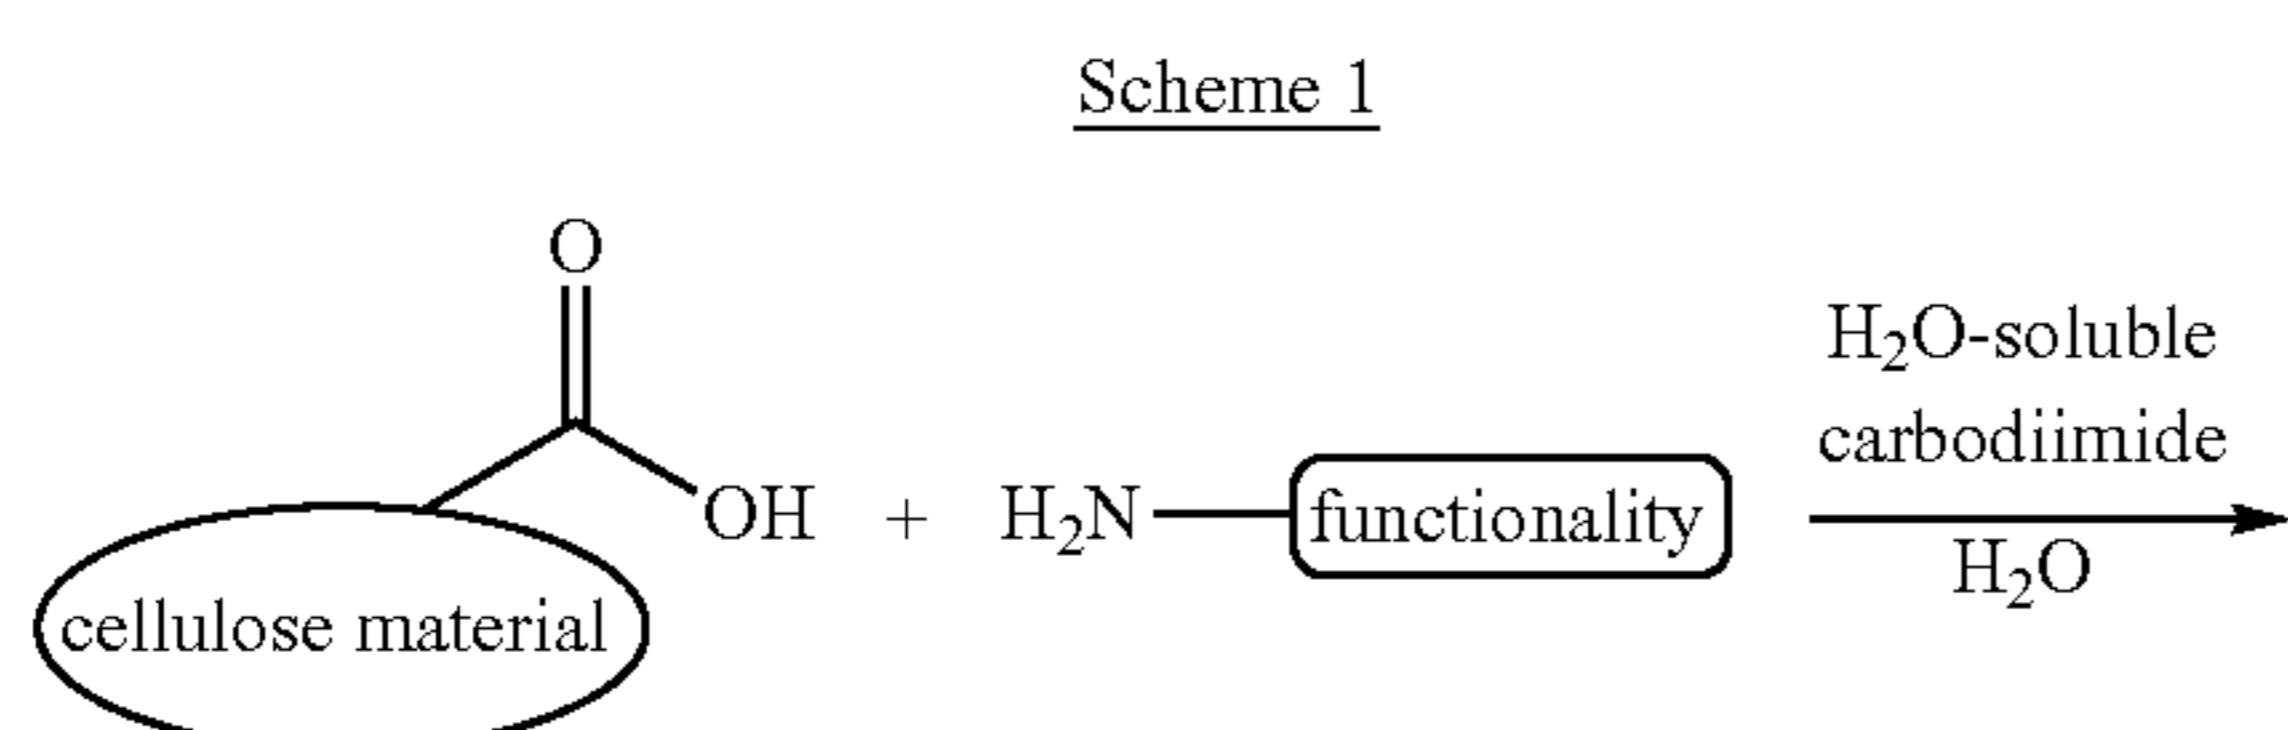 Scheme 1
O
OH + H₂N functionality
H₂O-soluble
carbodiimide
H₂O
cellulose material